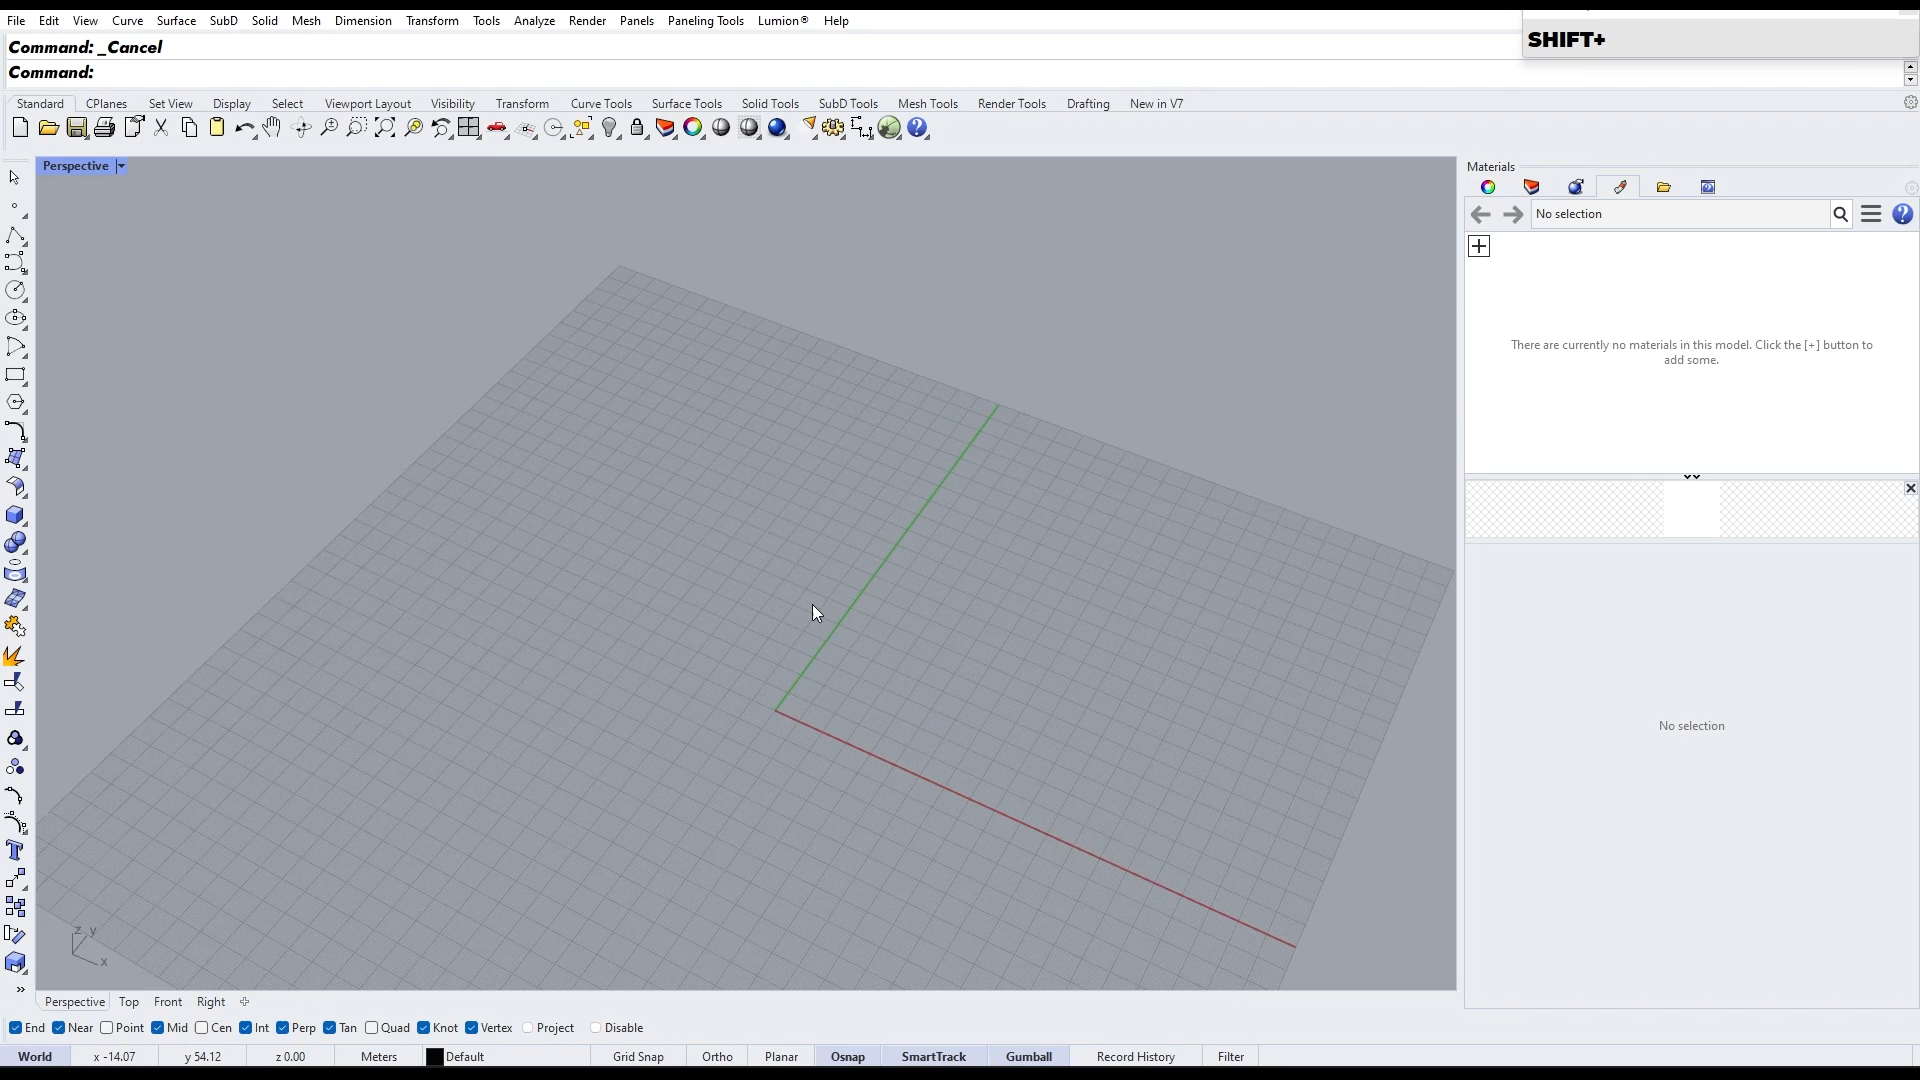 File Edit View Curve Surface SubD Solid Mesh Dimension Transform Tools Analyze Render Panels Paneling Tools Lumion® Help
SHIFT+
Command: _Cancel
Command:
Standard CPlanes Set View Display Select Viewport Layout Visibility Transform Curve Tools Surface Tools Solid Tools SubD Tools Mesh Tools Render Tools Drafting New in V7
Perspective
Materials
No selection
There are currently no materials in this model. Click the [+] button to
add some.
No selection
z y
x
Perspective Top Front Right
End Near Point Mid Cen Int Perp Tan Quad Knot Vertex Project Disable
World x -14.07 y 54.12 z 0.00 Meters Default Grid Snap Ortho Planar Osnap SmartTrack Gumball Record History Filter